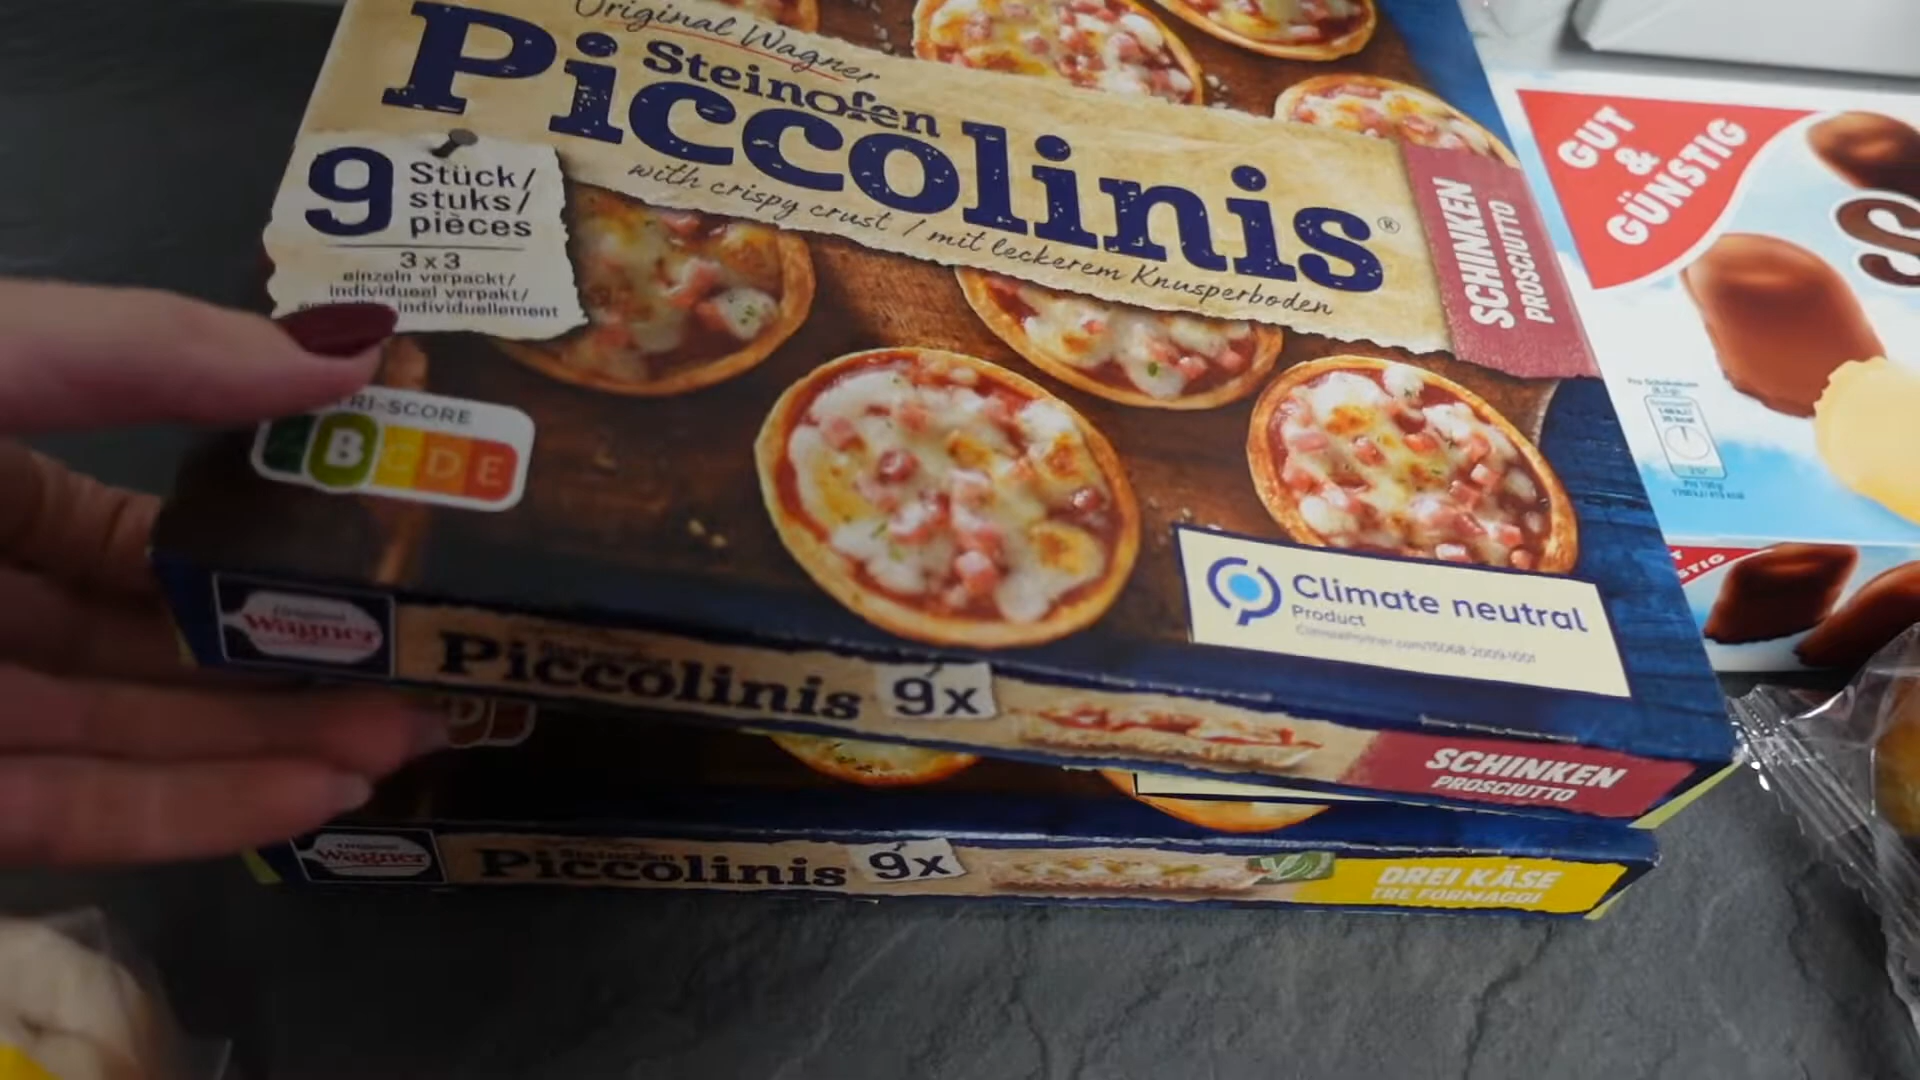 Original Wagner
Steinofen
Piccolinis®
with crispy crust / mit leckerem Knusperboden
9 Stück/
stuks/
pièces
3 x 3
einzeln verpackt/
individueel verpakt/
individuellement
SCHINKEN
PROSCIUTTO
RI-SCORE
B C D E
Climate neutral
Product
Wagner
Piccolinis 9x
SCHINKEN
PROSCIUTTO
D
Wagner
Piccolinis 9x
DREI KÄSE
TRE FORMAGGI
GUT
&
GÜNSTIG
S
STIG